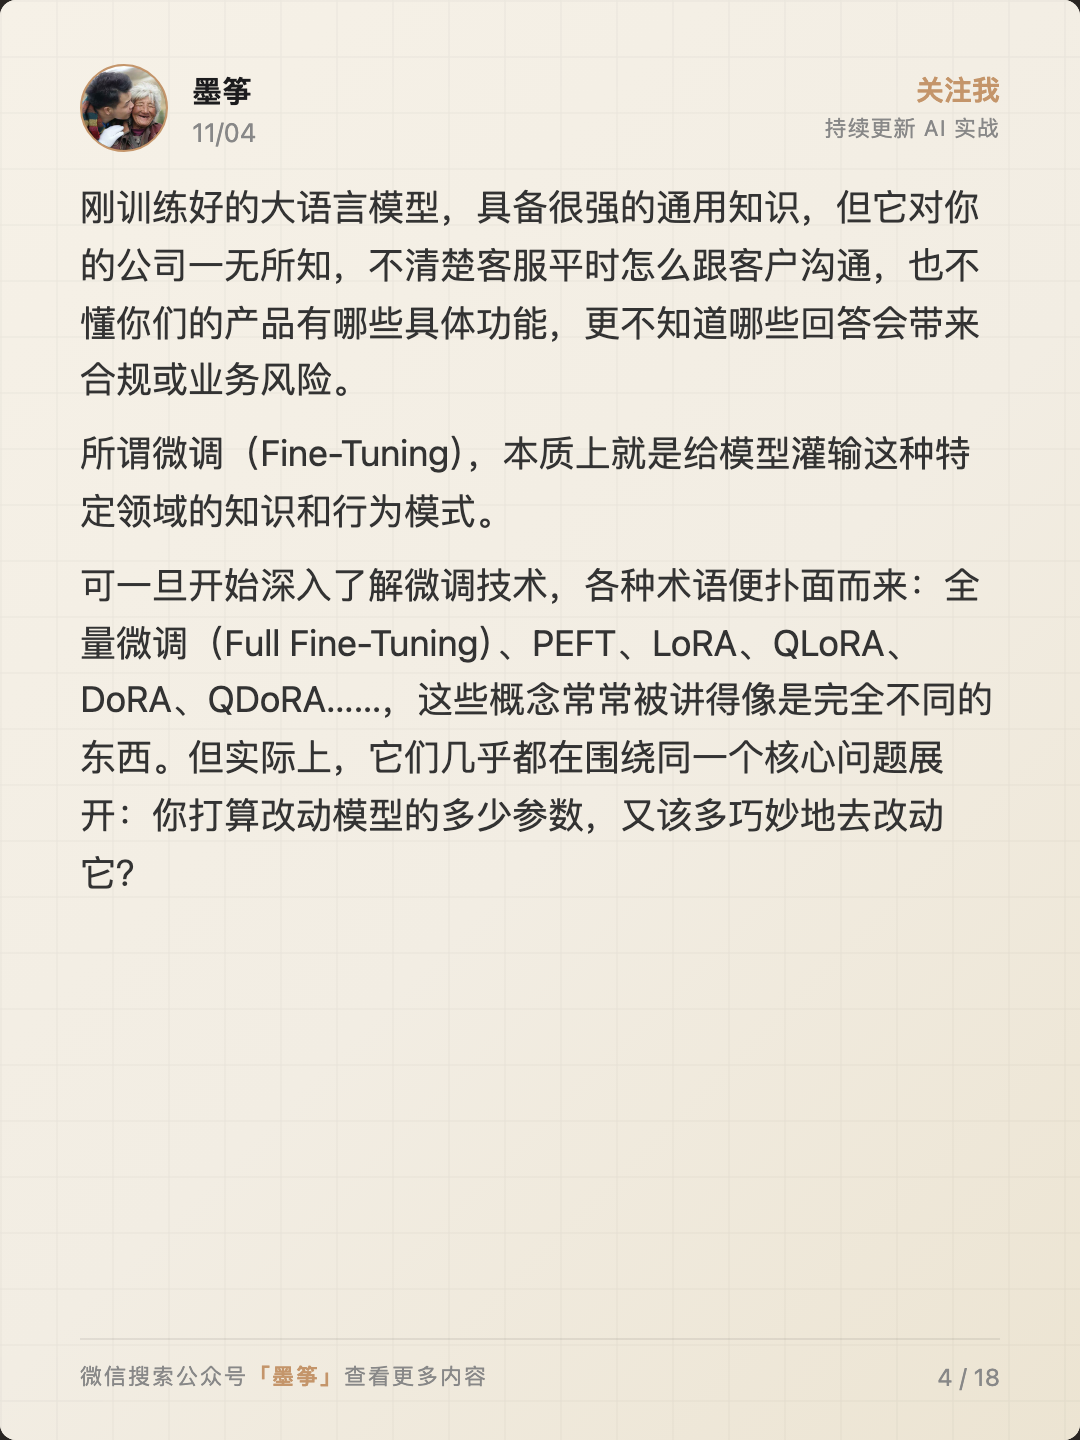 墨筝
11/04
关注我
持续更新 AI 实战
刚训练好的大语言模型，具备很强的通用知识，但它对你
的公司一无所知，不清楚客服平时怎么跟客户沟通，也不
懂你们的产品有哪些具体功能，更不知道哪些回答会带来
合规或业务风险。
所谓微调（Fine-Tuning），本质上就是给模型灌输这种特
定领域的知识和行为模式。
可一旦开始深入了解微调技术，各种术语便扑面而来：全
量微调（Full Fine-Tuning）、PEFT、LoRA、QLoRA、
DoRA、QDoRA……，这些概念常常被讲得像是完全不同的
东西。但实际上，它们几乎都在围绕同一个核心问题展
开：你打算改动模型的多少参数，又该多巧妙地去改动
它？
微信搜索公众号「墨筝」查看更多内容
4 / 18